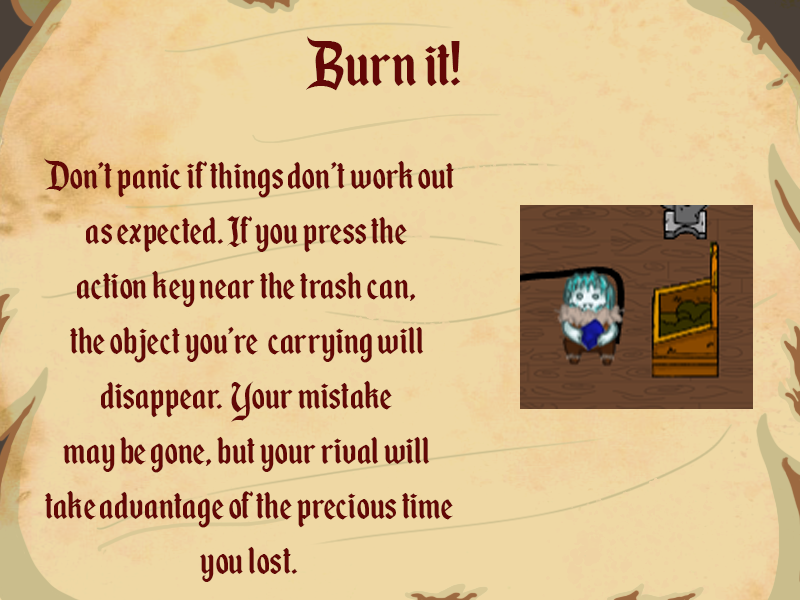 Burn it!
Don't panic if things don't work out
as expected. If you press the
action key near the trash can,
the object you're carrying will
disappear. Your mistake
may be gone, but your rival will
take advantage of the precious time
you lost.